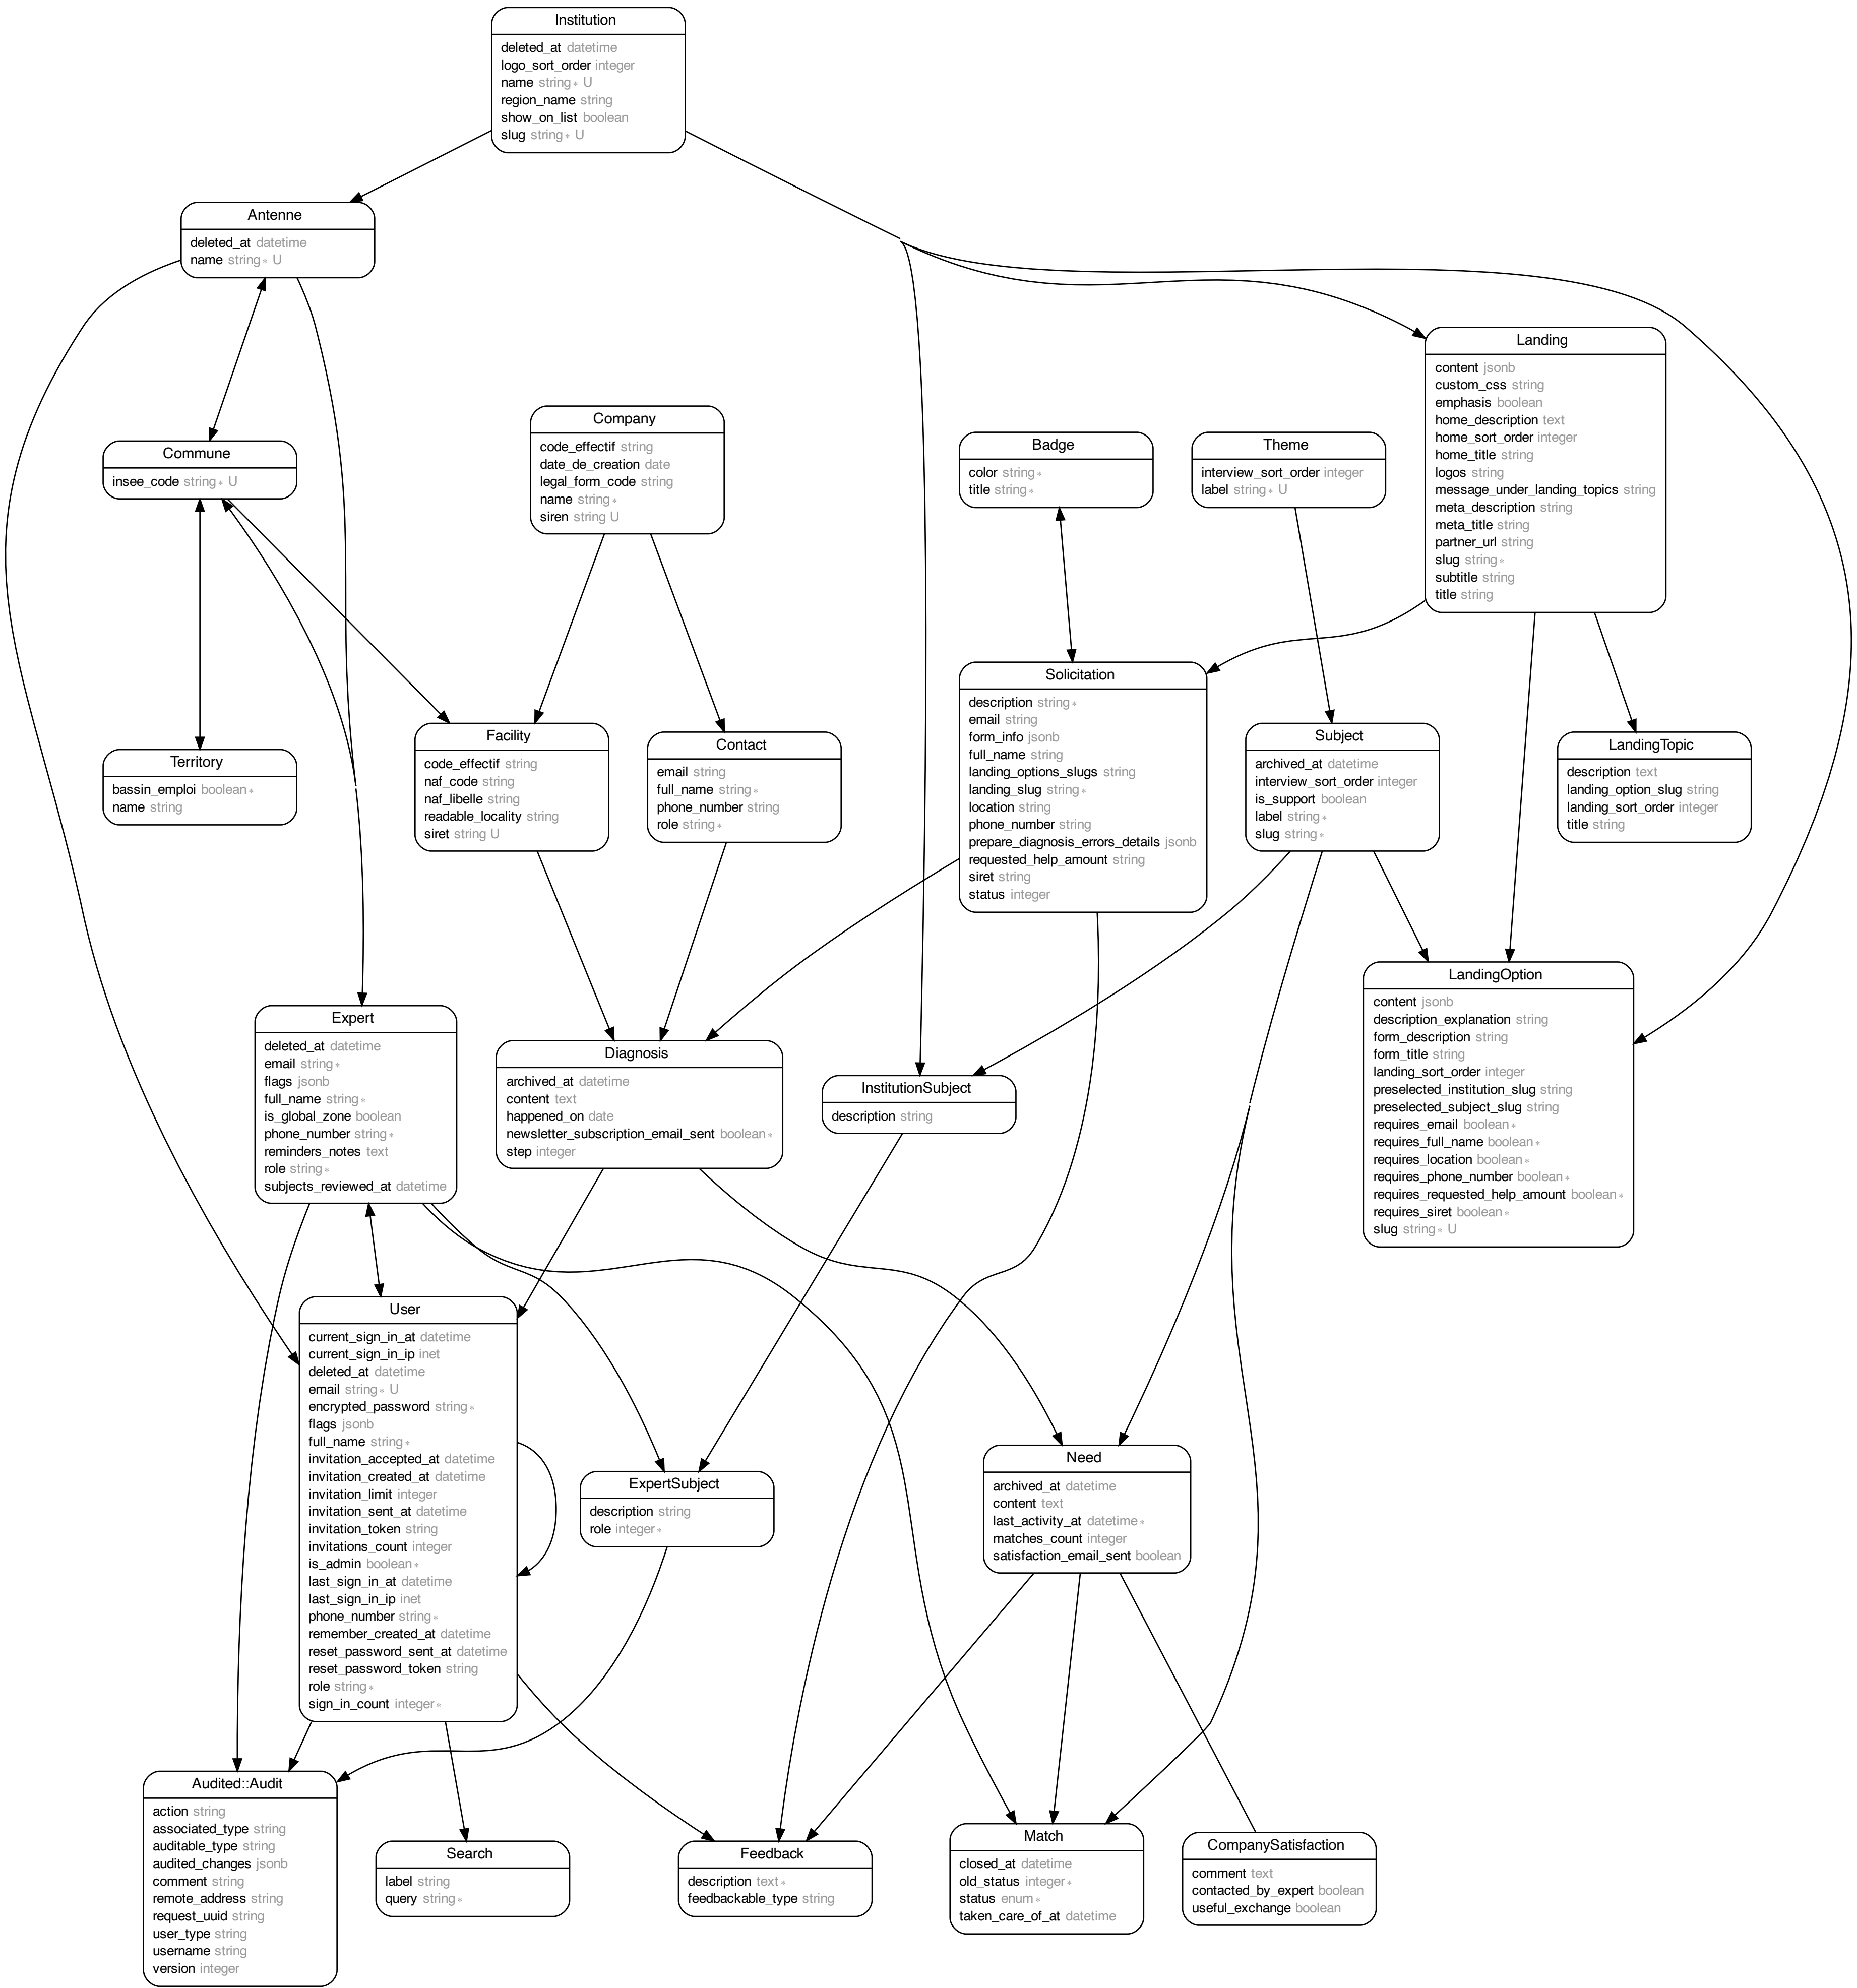 Institution
deleted_at datetime
logo_sort_order integer
name string∗ U
region_name string
show_on_list boolean
slug string∗ U
Antenne
deleted_at datetime
name string∗ U
Landing
content jsonb
custom_css string
emphasis boolean
home_description text
home_sort_order integer
home_title string
logos string
message_under_landing_topics string
meta_description string
meta_title string
partner_url string
slug string∗
subtitle string
title string
Commune
insee_code string∗ U
Company
code_effectif string
date_de_creation date
legal_form_code string
name string∗
siren string U
Badge
color string∗
title string∗
Theme
interview_sort_order integer
label string∗ U
Territory
bassin_emploi boolean∗
name string
Facility
code_effectif string
naf_code string
naf_libelle string
readable_locality string
siret string U
Contact
email string
full_name string∗
phone_number string
role string∗
Solicitation
description string∗
email string
form_info jsonb
full_name string
landing_options_slugs string
landing_slug string∗
location string
phone_number string
prepare_diagnosis_errors_details jsonb
requested_help_amount string
siret string
status integer
Subject
archived_at datetime
interview_sort_order integer
is_support boolean
label string∗
slug string∗
LandingTopic
description text
landing_option_slug string
landing_sort_order integer
title string
Expert
deleted_at datetime
email string∗
flags jsonb
full_name string∗
is_global_zone boolean
phone_number string∗
reminders_notes text
role string∗
subjects_reviewed_at datetime
Diagnosis
archived_at datetime
content text
happened_on date
newsletter_subscription_email_sent boolean∗
step integer
InstitutionSubject
description string
LandingOption
content jsonb
description_explanation string
form_description string
form_title string
landing_sort_order integer
preselected_institution_slug string
preselected_subject_slug string
requires_email boolean∗
requires_full_name boolean∗
requires_location boolean∗
requires_phone_number boolean∗
requires_requested_help_amount boolean∗
requires_siret boolean∗
slug string∗ U
User
current_sign_in_at datetime
current_sign_in_ip inet
deleted_at datetime
email string∗ U
encrypted_password string∗
flags jsonb
full_name string∗
invitation_accepted_at datetime
invitation_created_at datetime
invitation_limit integer
invitation_sent_at datetime
invitation_token string
invitations_count integer
is_admin boolean∗
last_sign_in_at datetime
last_sign_in_ip inet
phone_number string∗
remember_created_at datetime
reset_password_sent_at datetime
reset_password_token string
role string∗
sign_in_count integer∗
ExpertSubject
description string
role integer∗
Need
archived_at datetime
content text
last_activity_at datetime∗
matches_count integer
satisfaction_email_sent boolean
Audited::Audit
action string
associated_type string
auditable_type string
audited_changes jsonb
comment string
remote_address string
request_uuid string
user_type string
username string
version integer
Search
label string
query string∗
Feedback
description text∗
feedbackable_type string
Match
closed_at datetime
old_status integer∗
status enum∗
taken_care_of_at datetime
CompanySatisfaction
comment text
contacted_by_expert boolean
useful_exchange boolean